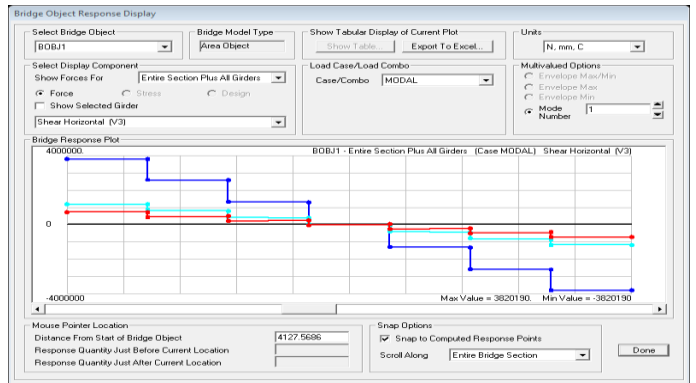 Bridge Object Response Display
Select Bridge Object
BOBJ1
Bridge Model Type
Area Object
Show Tabular Display of Current Plot
Show Table...
Export To Excel...
Units
N, mm, C
Select Display Component
Show Forces For
Entire Section Plus All Girders
Force
Stress
Design
Show Selected Girder
Shear Horizontal (V3)
Load Case/Load Combo
Case/Combo
MODAL
Multivalued Options
Envelope Max/Min
Envelope Max
Envelope Min
Mode Number
1
Bridge Response Plot
4000000.
BOBJ1 - Entire Section Plus All Girders (Case MODAL) Shear Horizontal (V3)
0
-4000000
Max Value = 3820190. Min Value = -3820190
Mouse Pointer Location
Distance From Start of Bridge Object
4127.5686
Response Quantity Just Before Current Location
Response Quantity Just After Current Location
Snap Options
Snap to Computed Response Points
Scroll Along
Entire Bridge Section
Done